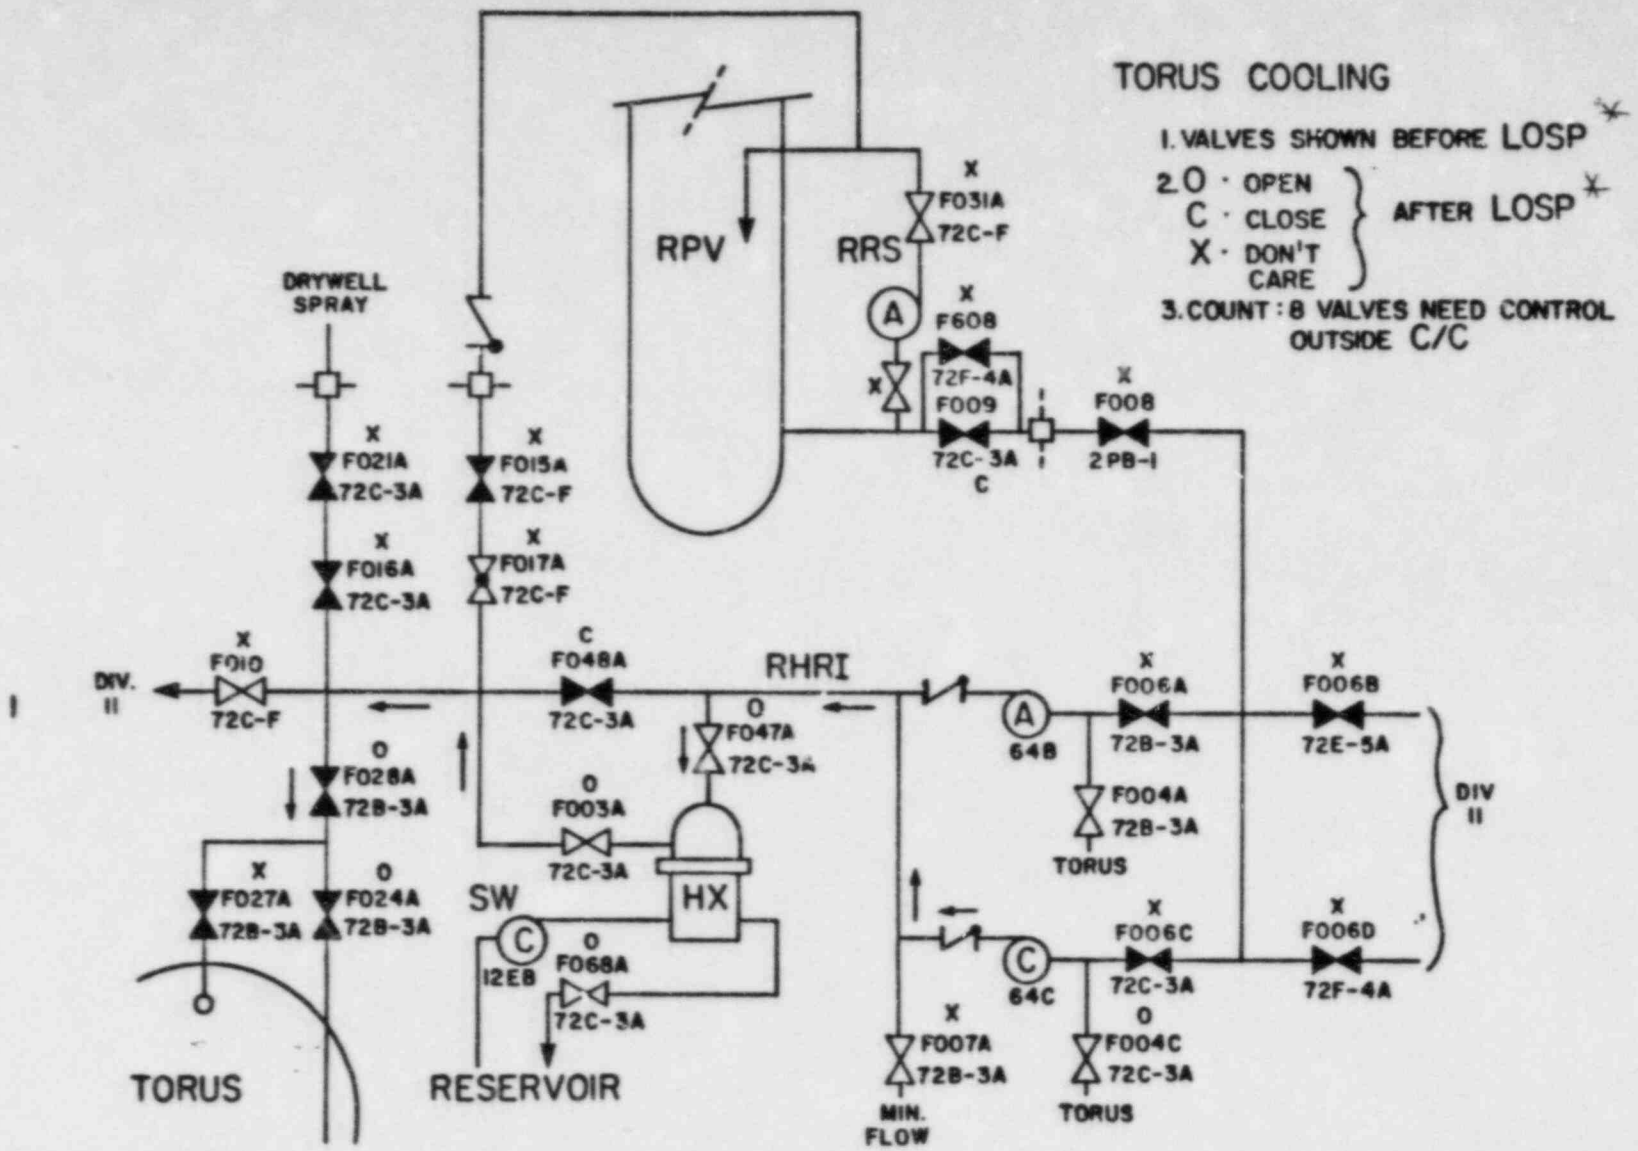 TORUS COOLING
1. VALVES SHOWN BEFORE LOSP *
2. O · OPEN
C · CLOSE
X · DON'T
CARE
AFTER LOSP *
3. COUNT : 8 VALVES NEED CONTROL
OUTSIDE C/C
DRYWELL
SPRAY
RPV
RRS
X
F031A
72C-F
A
X
F608
72F-4A
X
F009
72C-3A
C
X
F008
2PB-1
X
F021A
72C-3A
X
F015A
72C-F
X
F016A
72C-3A
X
F017A
72C-F
X
F010
72C-F
DIV.
II
I
C
F048A
72C-3A
RHRI
O
F047A
72C-3A
A
64B
X
F006A
72B-3A
X
F006B
72E-5A
O
F028A
72B-3A
O
F003A
72C-3A
F004A
72B-3A
TORUS
DIV
II
X
F027A
72B-3A
O
F024A
72B-3A
SW
C
12EB
HX
O
F068A
72C-3A
C
64C
X
F006C
72C-3A
X
F006D
72F-4A
X
F007A
72B-3A
MIN.
FLOW
O
F004C
72C-3A
TORUS
TORUS
RESERVOIR